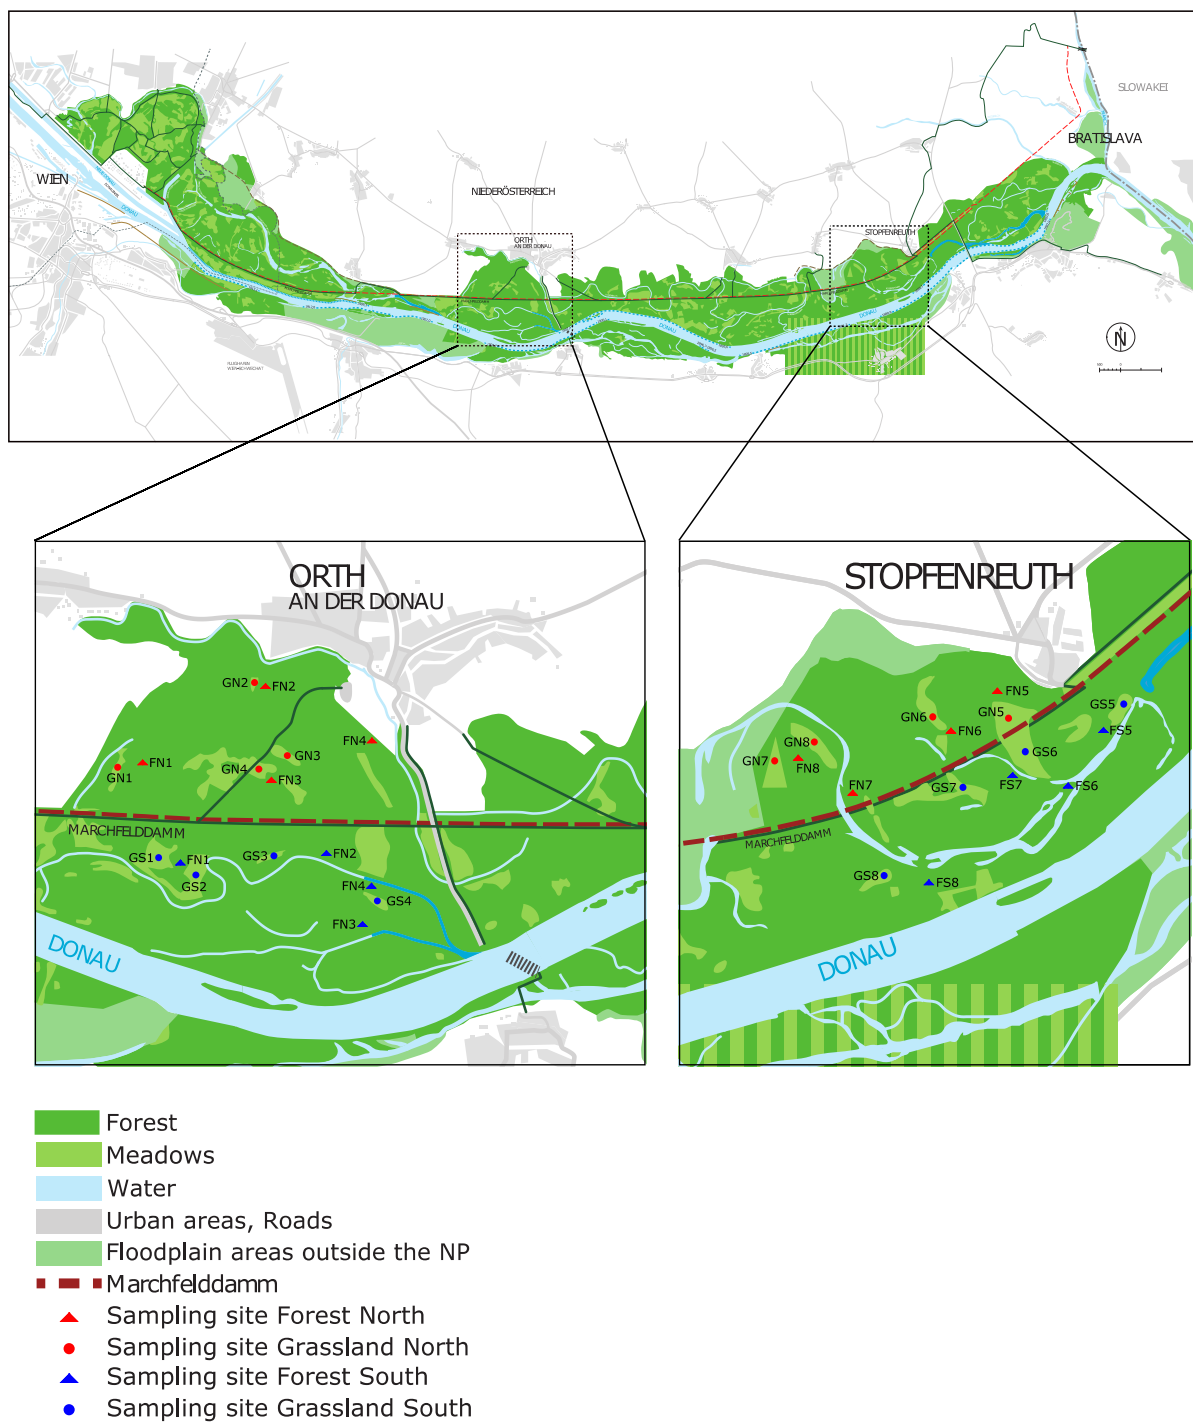 SLOWAKEI
BRATISLAVA
WIEN
NIEDERÖSTERREICH
DONAU
STOPFENREUTH
ORTH
AN DER DONAU
DONAU
DONAU
DONAU
N
ORTH
AN DER DONAU
GN2
FN2
FN4
GN3
FN1
GN1
GN4
FN3
MARCHFELDDAMM
GS1
FN1
GS2
GS3
FN2
FN4
GS4
FN3
DONAU
STOPFENREUTH
FN5
GN6
GN5
GS5
FN6
FS5
GN8
GN7
FN8
GS6
FN7
GS7
FS7
FS6
MARCHFELDDAMM
GS8
FS8
DONAU
Forest
Meadows
Water
Urban areas, Roads
Floodplain areas outside the NP
Marchfelddamm
Sampling site Forest North
Sampling site Grassland North
Sampling site Forest South
Sampling site Grassland South